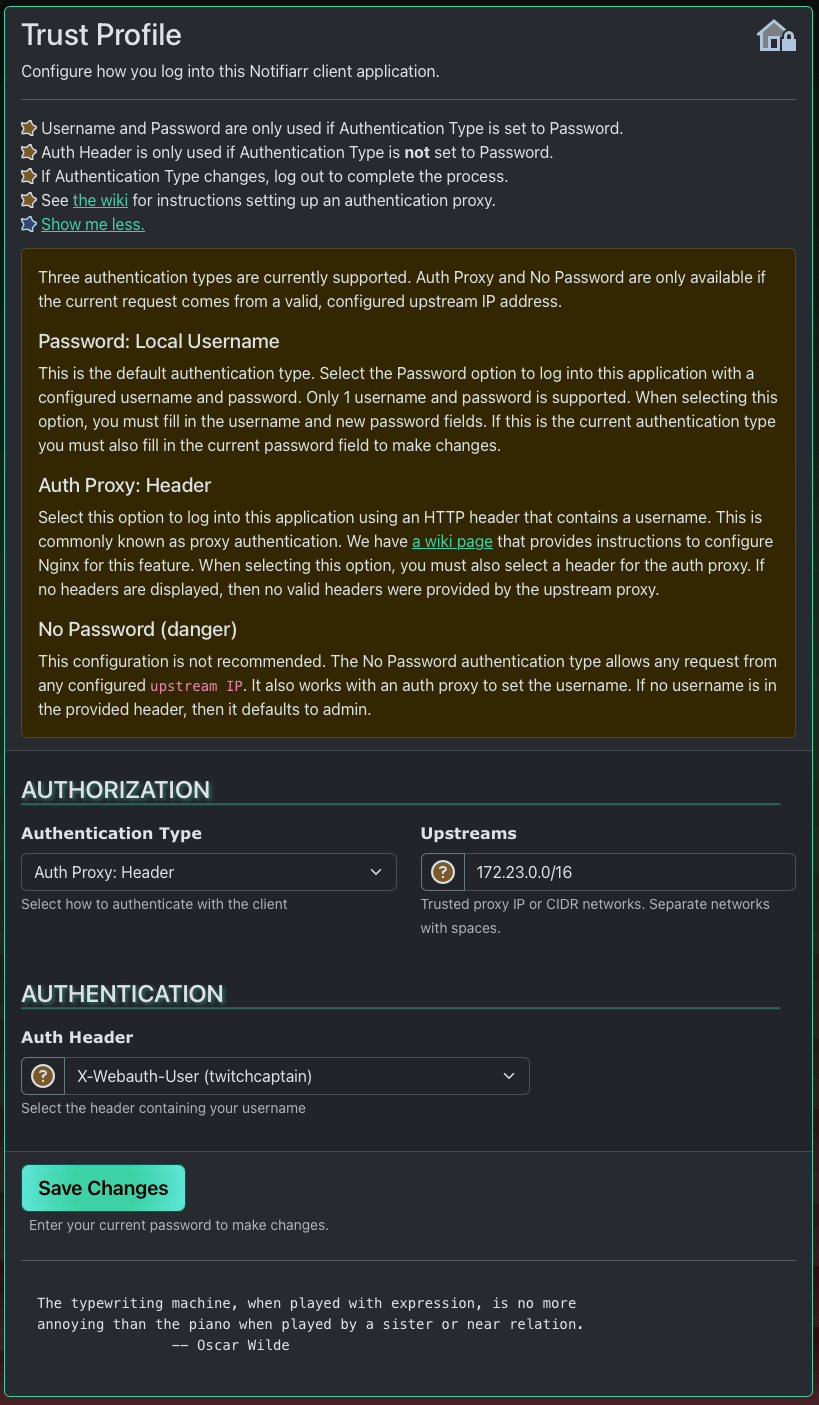 Trust Profile
Configure how you log into this Notifiarr client application.
Username and Password are only used if Authentication Type is set to Password.
Auth Header is only used if Authentication Type is not set to Password.
If Authentication Type changes, log out to complete the process.
See the wiki for instructions setting up an authentication proxy.
Show me less.
Three authentication types are currently supported. Auth Proxy and No Password are only available if
the current request comes from a valid, configured upstream IP address.
Password: Local Username
This is the default authentication type. Select the Password option to log into this application with a
configured username and password. Only 1 username and password is supported. When selecting this
option, you must fill in the username and new password fields. If this is the current authentication type
you must also fill in the current password field to make changes.
Auth Proxy: Header
Select this option to log into this application using an HTTP header that contains a username. This is
commonly known as proxy authentication. We have a wiki page that provides instructions to configure
Nginx for this feature. When selecting this option, you must also select a header for the auth proxy. If
no headers are displayed, then no valid headers were provided by the upstream proxy.
No Password (danger)
This configuration is not recommended. The No Password authentication type allows any request from
any configured upstream IP. It also works with an auth proxy to set the username. If no username is in
the provided header, then it defaults to admin.
AUTHORIZATION
Authentication Type
Auth Proxy: Header
Select how to authenticate with the client
Upstreams
? 172.23.0.0/16
Trusted proxy IP or CIDR networks. Separate networks
with spaces.
AUTHENTICATION
Auth Header
? X-Webauth-User (twitchcaptain)
Select the header containing your username
Save Changes
Enter your current password to make changes.
The typewriting machine, when played with expression, is no more
annoying than the piano when played by a sister or near relation.
-- Oscar Wilde